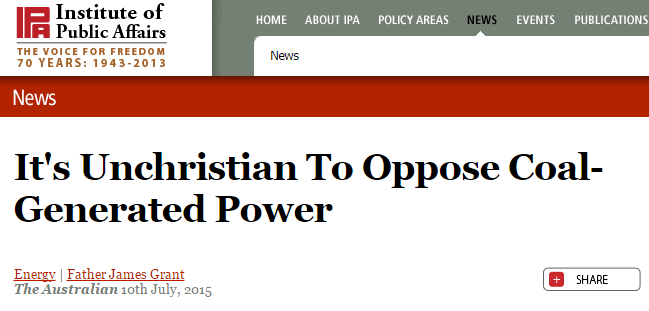 IPA
Institute of
Public Affairs
THE VOICE FOR FREEDOM
70 YEARS: 1943-2013
HOME ABOUT IPA POLICY AREAS NEWS EVENTS PUBLICATIONS
News
News
It's Unchristian To Oppose Coal-
Generated Power
Energy | Father James Grant
The Australian 10th July, 2015
+ SHARE